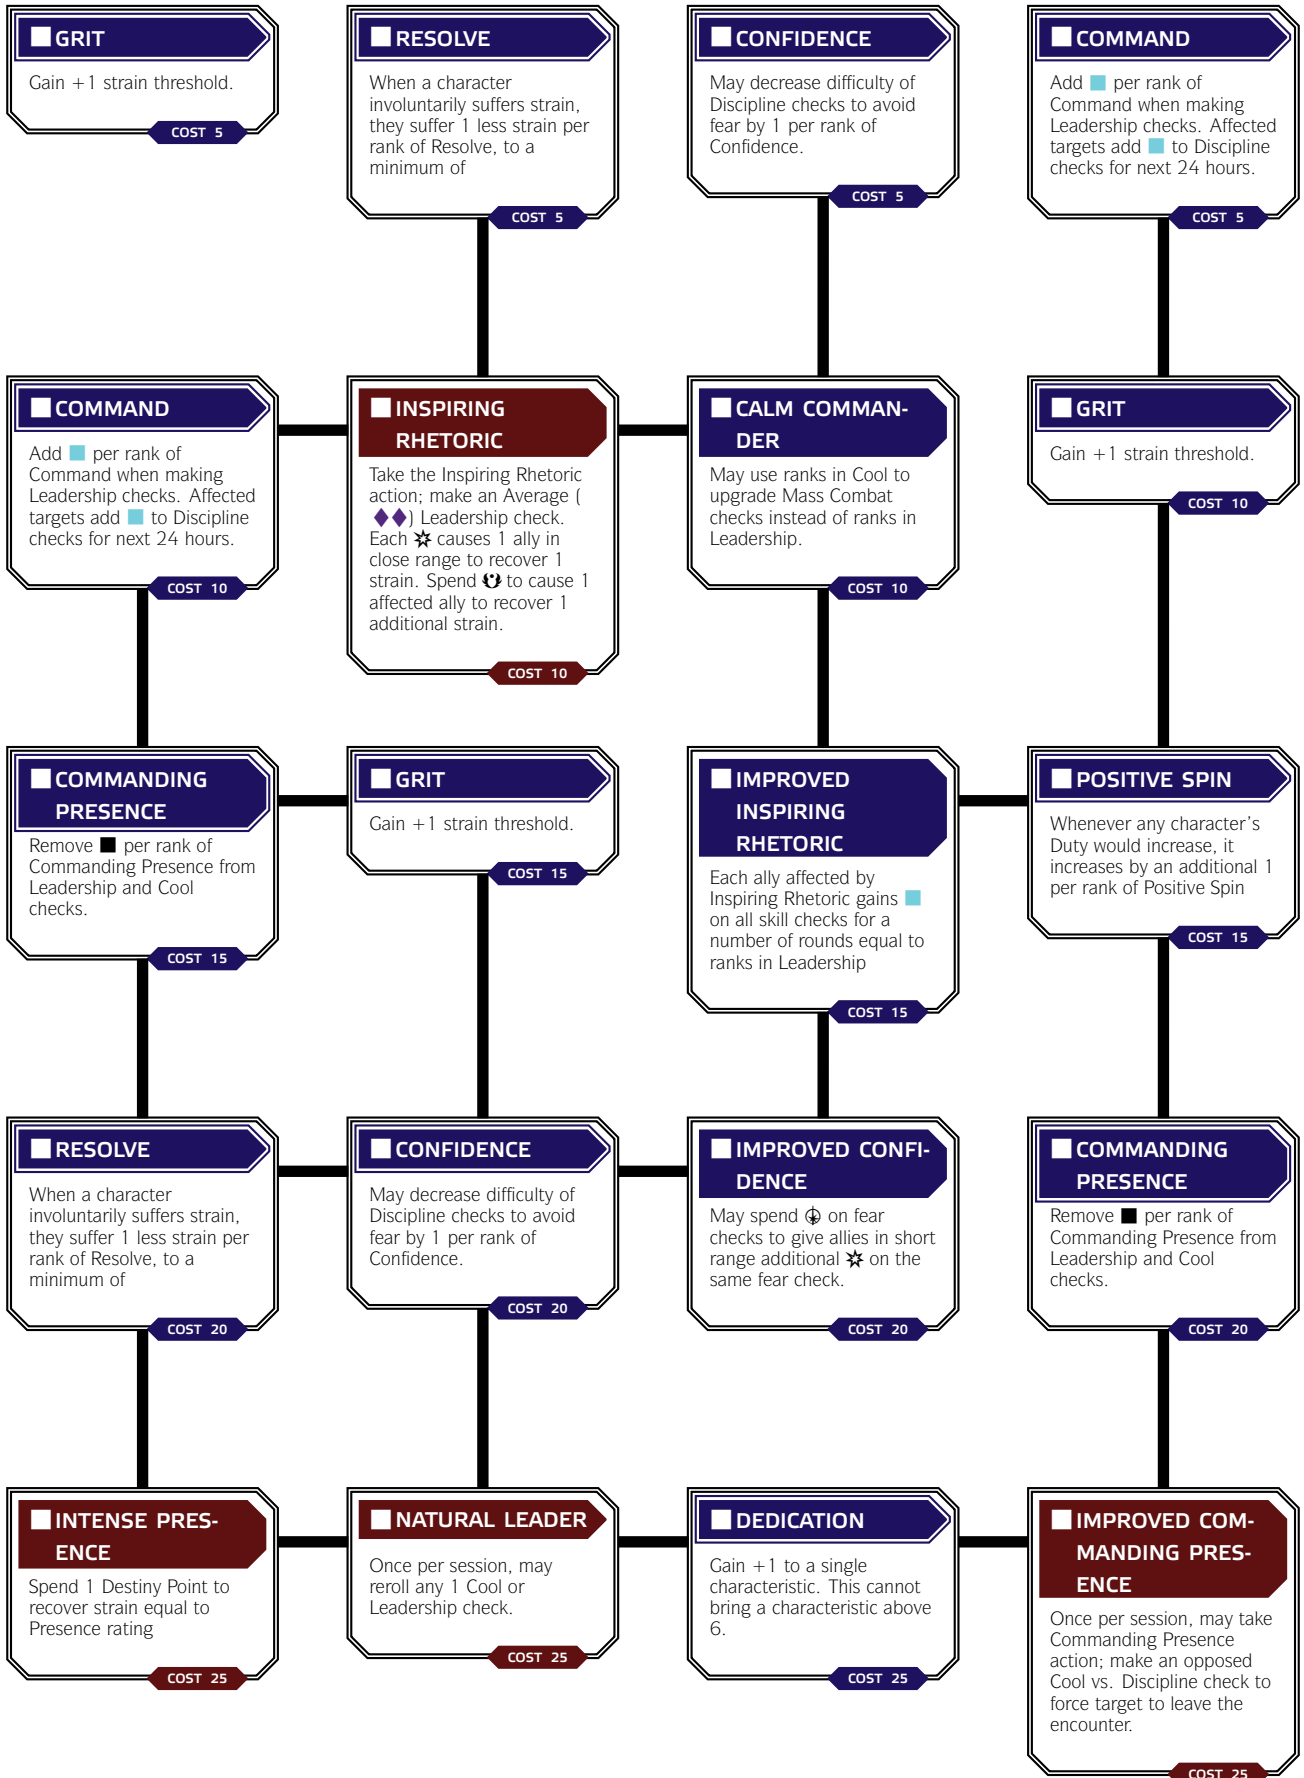 GRIT
Gain +1 strain threshold.
COST 5
RESOLVE
When a character
involuntarily suffers strain,
they suffer 1 less strain per
rank of Resolve, to a
minimum of
COST 5
CONFIDENCE
May decrease difficulty of
Discipline checks to avoid
fear by 1 per rank of
Confidence.
COST 5
COMMAND
Add per rank of
Command when making
Leadership checks. Affected
targets add to Discipline
checks for next 24 hours.
COST 5
COMMAND
Add per rank of
Command when making
Leadership checks. Affected
targets add to Discipline
checks for next 24 hours.
COST 10
INSPIRING
RHETORIC
Take the Inspiring Rhetoric
action; make an Average (
) Leadership check.
Each causes 1 ally in
close range to recover 1
strain. Spend to cause 1
affected ally to recover 1
additional strain.
COST 10
CALM COMMAN-
DER
May use ranks in Cool to
upgrade Mass Combat
checks instead of ranks in
Leadership.
COST 10
GRIT
Gain +1 strain threshold.
COST 10
COMMANDING
PRESENCE
Remove per rank of
Commanding Presence from
Leadership and Cool
checks.
COST 15
GRIT
Gain +1 strain threshold.
COST 15
IMPROVED
INSPIRING
RHETORIC
Each ally affected by
Inspiring Rhetoric gains
on all skill checks for a
number of rounds equal to
ranks in Leadership
COST 15
POSITIVE SPIN
Whenever any character's
Duty would increase, it
increases by an additional 1
per rank of Positive Spin
COST 15
RESOLVE
When a character
involuntarily suffers strain,
they suffer 1 less strain per
rank of Resolve, to a
minimum of
COST 20
CONFIDENCE
May decrease difficulty of
Discipline checks to avoid
fear by 1 per rank of
Confidence.
COST 20
IMPROVED CONFI-
DENCE
May spend on fear
checks to give allies in short
range additional on the
same fear check.
COST 20
COMMANDING
PRESENCE
Remove per rank of
Commanding Presence from
Leadership and Cool
checks.
COST 20
INTENSE PRES-
ENCE
Spend 1 Destiny Point to
recover strain equal to
Presence rating
COST 25
NATURAL LEADER
Once per session, may
reroll any 1 Cool or
Leadership check.
COST 25
DEDICATION
Gain +1 to a single
characteristic. This cannot
bring a characteristic above
6.
COST 25
IMPROVED COM-
MANDING PRES-
ENCE
Once per session, may take
Commanding Presence
action; make an opposed
Cool vs. Discipline check to
force target to leave the
encounter.
COST 25